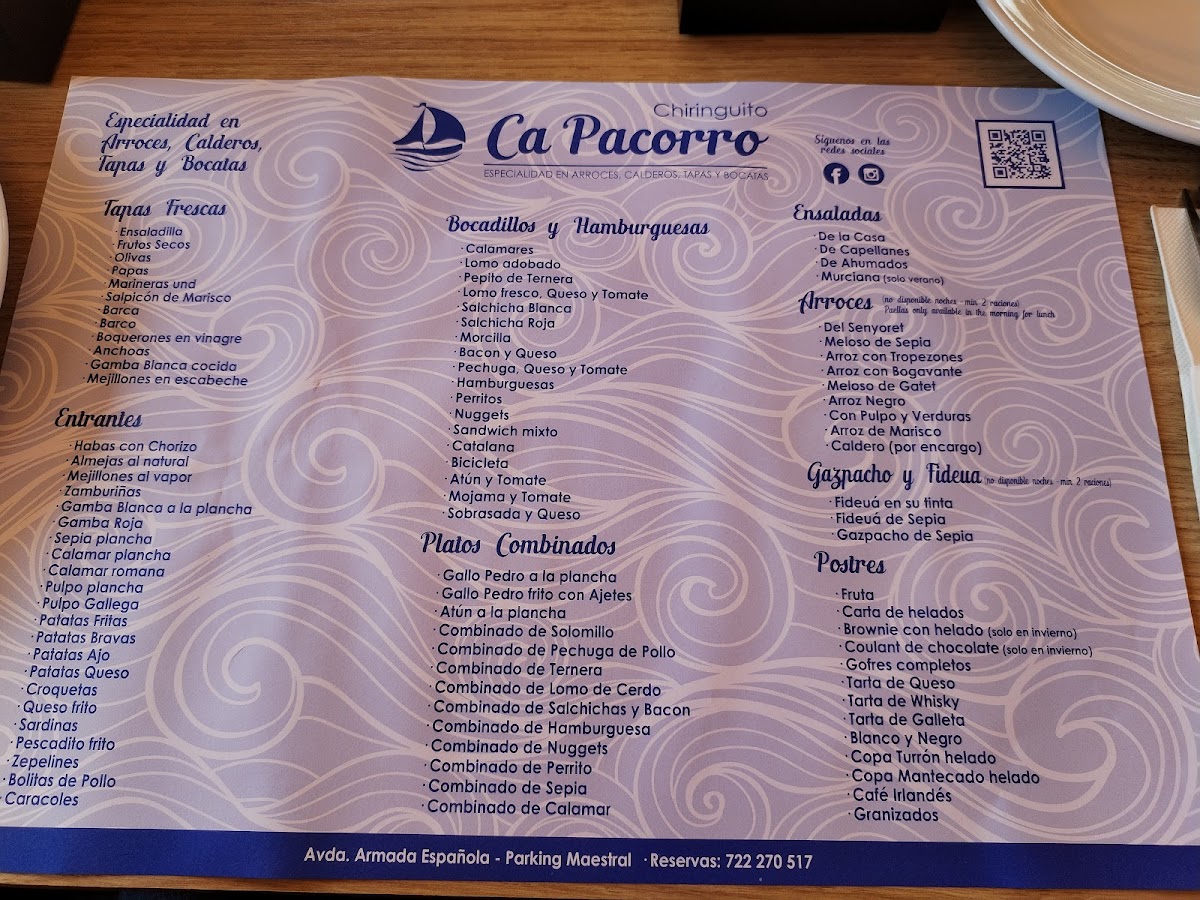 Especialidad en
Arroces, Calderos,
Tapas y Bocatas
Chiringuito
Ca Pacorro
ESPECIALIDAD EN ARROCES, CALDEROS, TAPAS Y BOCATAS
Síguenos en las
redes sociales
Tapas Frescas
·Ensaladilla
·Frutos Secos
·Olivas
·Papas
·Marineras und
·Salpicón de Marisco
·Barca
·Barco
·Boquerones en vinagre
·Anchoas
·Gamba Blanca cocida
·Mejillones en escabeche
Entrantes
·Habas con Chorizo
·Almejas al natural
·Mejillones al vapor
·Zamburiñas
·Gamba Blanca a la plancha
·Gamba Roja
·Sepia plancha
·Calamar plancha
·Calamar romana
·Pulpo plancha
·Pulpo Gallega
·Patatas Fritas
·Patatas Bravas
·Patatas Ajo
·Patatas Queso
·Croquetas
·Queso frito
·Sardinas
·Pescadito frito
·Zepelines
·Bolitas de Pollo
·Caracoles
Bocadillos y Hamburguesas
·Calamares
·Lomo adobado
·Pepito de Ternera
·Lomo fresco, Queso y Tomate
·Salchicha Blanca
·Salchicha Roja
·Morcilla
·Bacon y Queso
·Pechuga, Queso y Tomate
·Hamburguesas
·Perritos
·Nuggets
·Sandwich mixto
·Catalana
·Bicicleta
·Atún y Tomate
·Mojama y Tomate
·Sobrasada y Queso
Platos Combinados
·Gallo Pedro a la plancha
·Gallo Pedro frito con Ajetes
·Atún a la plancha
·Combinado de Solomillo
·Combinado de Pechuga de Pollo
·Combinado de Ternera
·Combinado de Lomo de Cerdo
·Combinado de Salchichas y Bacon
·Combinado de Hamburguesa
·Combinado de Nuggets
·Combinado de Perrito
·Combinado de Sepia
·Combinado de Calamar
Ensaladas
·De la Casa
·De Capellanes
·De Ahumados
·Murciana (solo verano)
Arroces (no disponible noches - min. 2 raciones)
Paellas only available in the morning for lunch
·Del Senyoret
·Meloso de Sepia
·Arroz con Tropezones
·Arroz con Bogavante
·Meloso de Gatet
·Arroz Negro
·Con Pulpo y Verduras
·Arroz de Marisco
·Caldero (por encargo)
Gazpacho y Fideua (no disponible noches - min. 2 raciones)
·Fideuá en su tinta
·Fideuá de Sepia
·Gazpacho de Sepia
Postres
·Fruta
·Carta de helados
·Brownie con helado (solo en invierno)
·Coulant de chocolate (solo en invierno)
·Gofres completos
·Tarta de Queso
·Tarta de Whisky
·Tarta de Galleta
·Blanco y Negro
·Copa Turrón helado
·Copa Mantecado helado
·Café Irlandés
·Granizados
Avda. Armada Española - Parking Maestral ·Reservas: 722 270 517